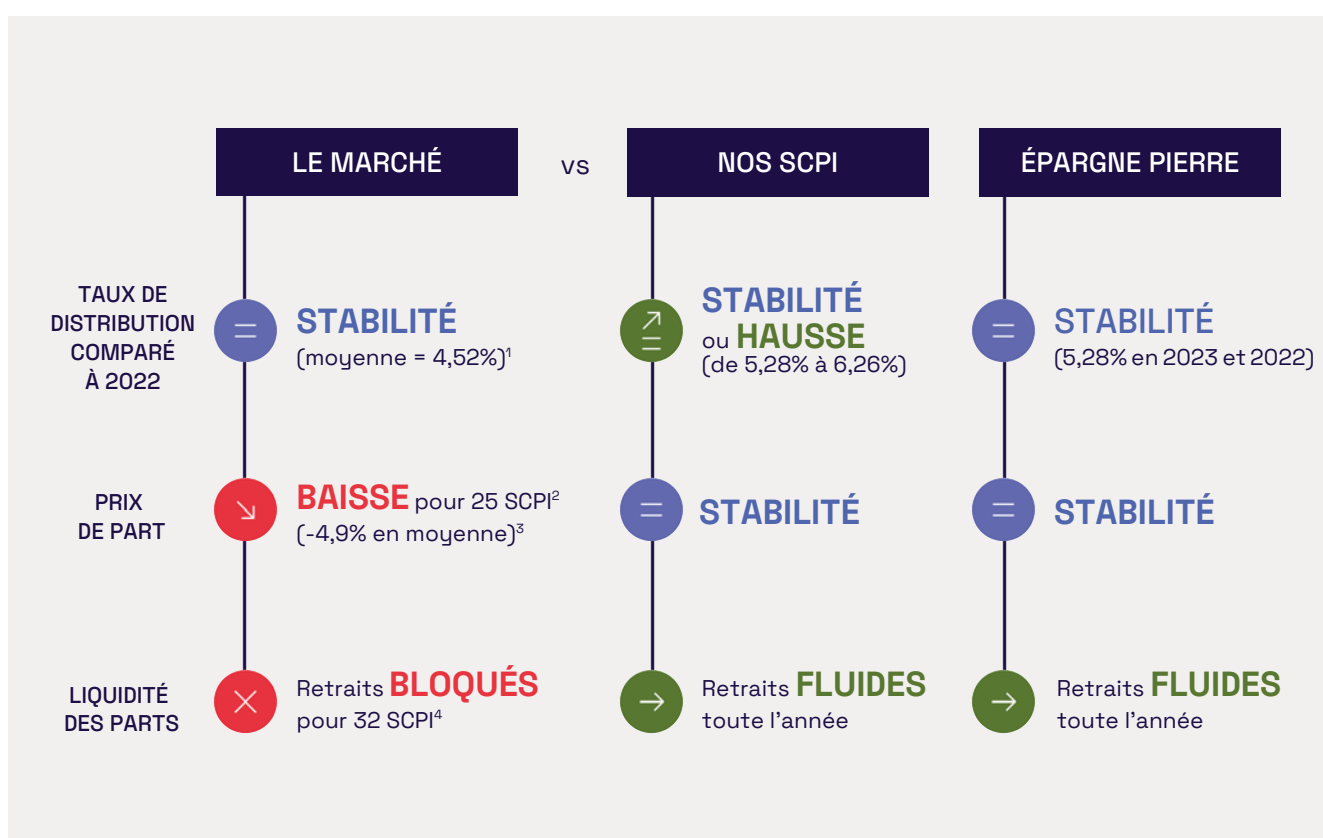 LE MARCHÉ
vs
NOS SCPI
ÉPARGNE PIERRE
TAUX DE
DISTRIBUTION
COMPARÉ
À 2022
STABILITÉ
(moyenne = 4,52%)¹
STABILITÉ
ou HAUSSE
(de 5,28% à 6,26%)
STABILITÉ
(5,28% en 2023 et 2022)
PRIX
DE PART
BAISSE pour 25 SCPI²
(-4,9% en moyenne)³
STABILITÉ
STABILITÉ
LIQUIDITÉ
DES PARTS
Retraits BLOQUÉS
pour 32 SCPI⁴
Retraits FLUIDES
toute l'année
Retraits FLUIDES
toute l'année